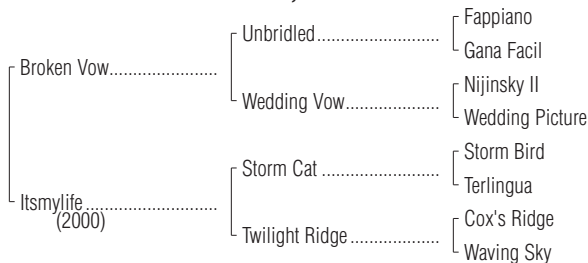 Fappiano
Unbridled..............................
Gana Facil
Broken Vow..........................
Nijinsky II
Wedding Vow.......................
Wedding Picture
Storm Bird
Storm Cat .............................
Terlingua
Itsmylife ................................
(2000)
Cox's Ridge
Twilight Ridge ......................
Waving Sky